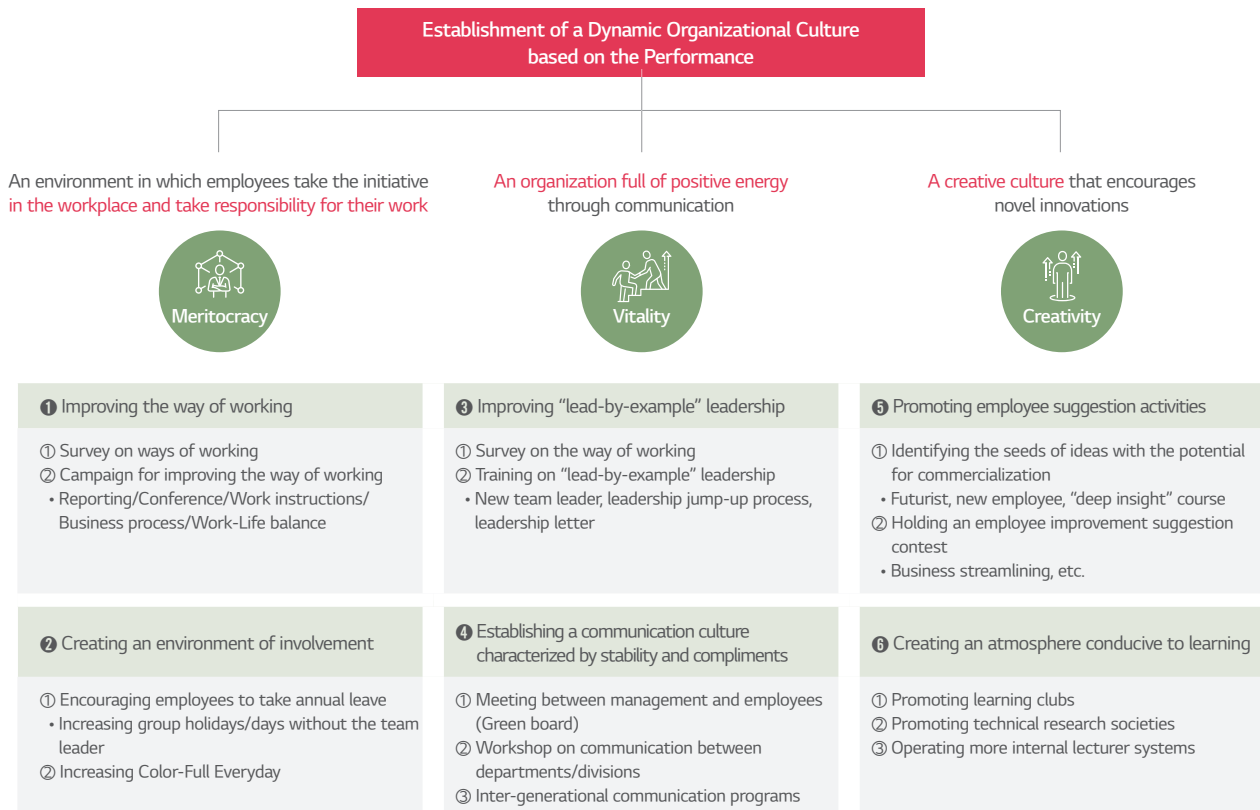 Establishment of a Dynamic Organizational Culture
based on the Performance
An environment in which employees take the initiative
in the workplace and take responsibility for their work
Meritocracy
An organization full of positive energy
through communication
Vitality
A creative culture that encourages
novel innovations
Creativity
❶ Improving the way of working
① Survey on ways of working
② Campaign for improving the way of working
• Reporting/Conference/Work instructions/
Business process/Work-Life balance
❸ Improving “lead-by-example” leadership
① Survey on the way of working
② Training on “lead-by-example” leadership
• New team leader, leadership jump-up process,
leadership letter
❺ Promoting employee suggestion activities
① Identifying the seeds of ideas with the potential
for commercialization
• Futurist, new employee, “deep insight” course
② Holding an employee improvement suggestion
contest
• Business streamlining, etc.
❷ Creating an environment of involvement
① Encouraging employees to take annual leave
• Increasing group holidays/days without the team
leader
② Increasing Color-Full Everyday
❹ Establishing a communication culture
characterized by stability and compliments
① Meeting between management and employees
(Green board)
② Workshop on communication between
departments/divisions
③ Inter-generational communication programs
❻ Creating an atmosphere conducive to learning
① Promoting learning clubs
② Promoting technical research societies
③ Operating more internal lecturer systems